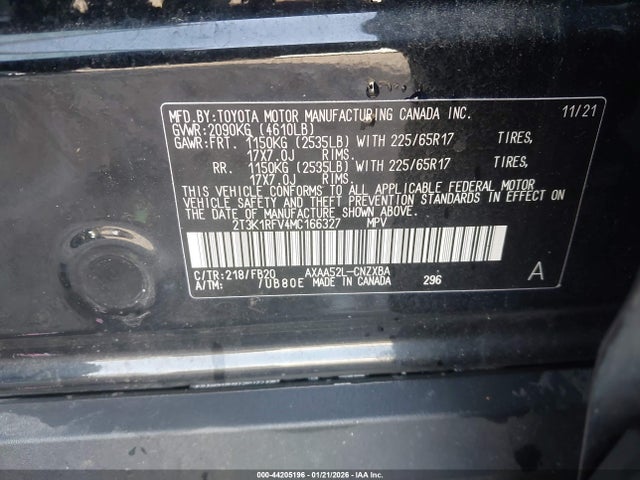 MFD.BY:TOYOTA MOTOR MANUFACTURING CANADA INC. 11/21
GVWR:2090KG (4610LB)
GAWR:FRT. 1150KG (2535LB) WITH 225/65R17 TIRES,
17X7.0J RIMS.
RR. 1150KG (2535LB) WITH 225/65R17 TIRES,
17X7.0J RIMS.
THIS VEHICLE CONFORMS TO ALL APPLICABLE FEDERAL MOTOR
VEHICLE SAFETY AND THEFT PREVENTION STANDARDS IN EFFECT ON
THE DATE OF MANUFACTURE SHOWN ABOVE.
2T3K1RFV4MC166327 MPV
C/TR:218/FB20 AXAA52L-CNZXBA
A/TM: /UB80E MADE IN CANADA 296 A
000-44205196 - 01/21/2026 - IAAI Inc.